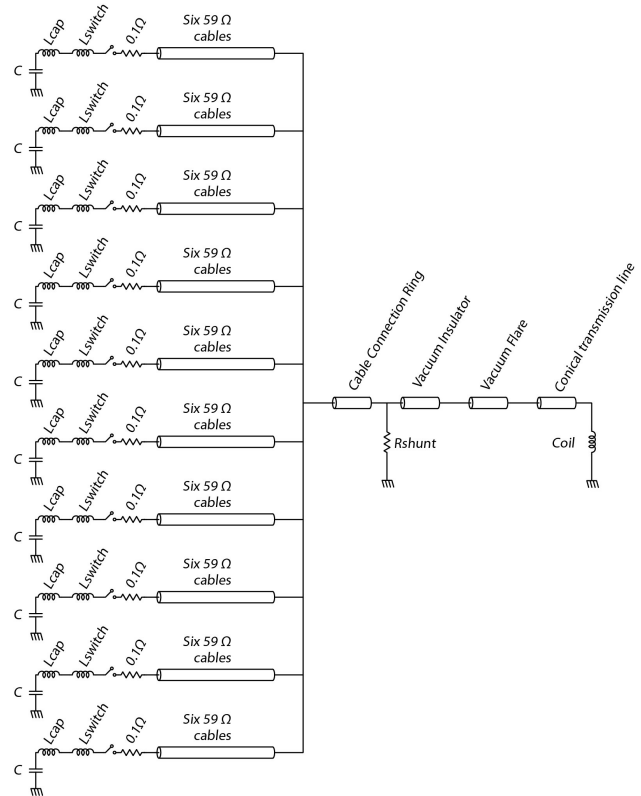 Lcap
Lswitch
0.1Ω
Six 59 Ω
cables
C
Lcap
Lswitch
0.1Ω
Six 59 Ω
cables
C
Lcap
Lswitch
0.1Ω
Six 59 Ω
cables
C
Lcap
Lswitch
0.1Ω
Six 59 Ω
cables
C
Lcap
Lswitch
0.1Ω
Six 59 Ω
cables
C
Lcap
Lswitch
0.1Ω
Six 59 Ω
cables
C
Lcap
Lswitch
0.1Ω
Six 59 Ω
cables
C
Lcap
Lswitch
0.1Ω
Six 59 Ω
cables
C
Lcap
Lswitch
0.1Ω
Six 59 Ω
cables
C
Lcap
Lswitch
0.1Ω
Six 59 Ω
cables
C
Cable Connection Ring
Vacuum Insulator
Vacuum Flare
Conical transmission line
Rshunt
Coil